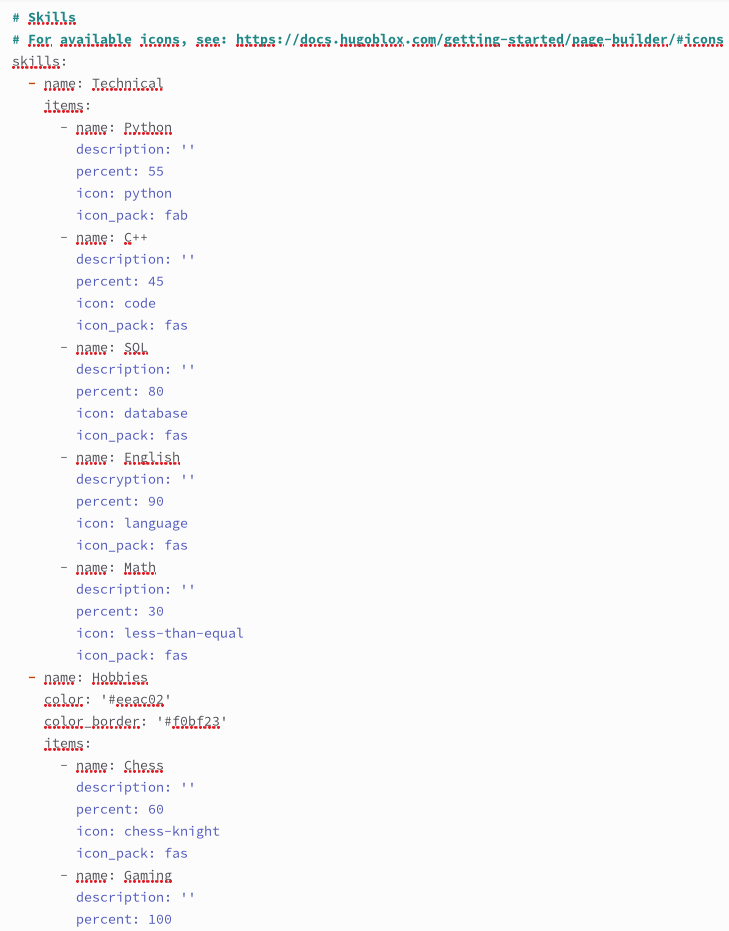 # Skills
# For available icons, see: https://docs.hugoblox.com/getting-started/page-builder/#icons
skills:
  - name: Technical
    items:
      - name: Python
        description: ''
        percent: 55
        icon: python
        icon_pack: fab
      - name: C++
        description: ''
        percent: 45
        icon: code
        icon_pack: fas
      - name: SQL
        description: ''
        percent: 80
        icon: database
        icon_pack: fas
      - name: English
        descryption: ''
        percent: 90
        icon: language
        icon_pack: fas
      - name: Math
        description: ''
        percent: 30
        icon: less-than-equal
        icon_pack: fas
  - name: Hobbies
    color: '#eeac02'
    color_border: '#f0bf23'
    items:
      - name: Chess
        description: ''
        percent: 60
        icon: chess-knight
        icon_pack: fas
      - name: Gaming
        description: ''
        percent: 100